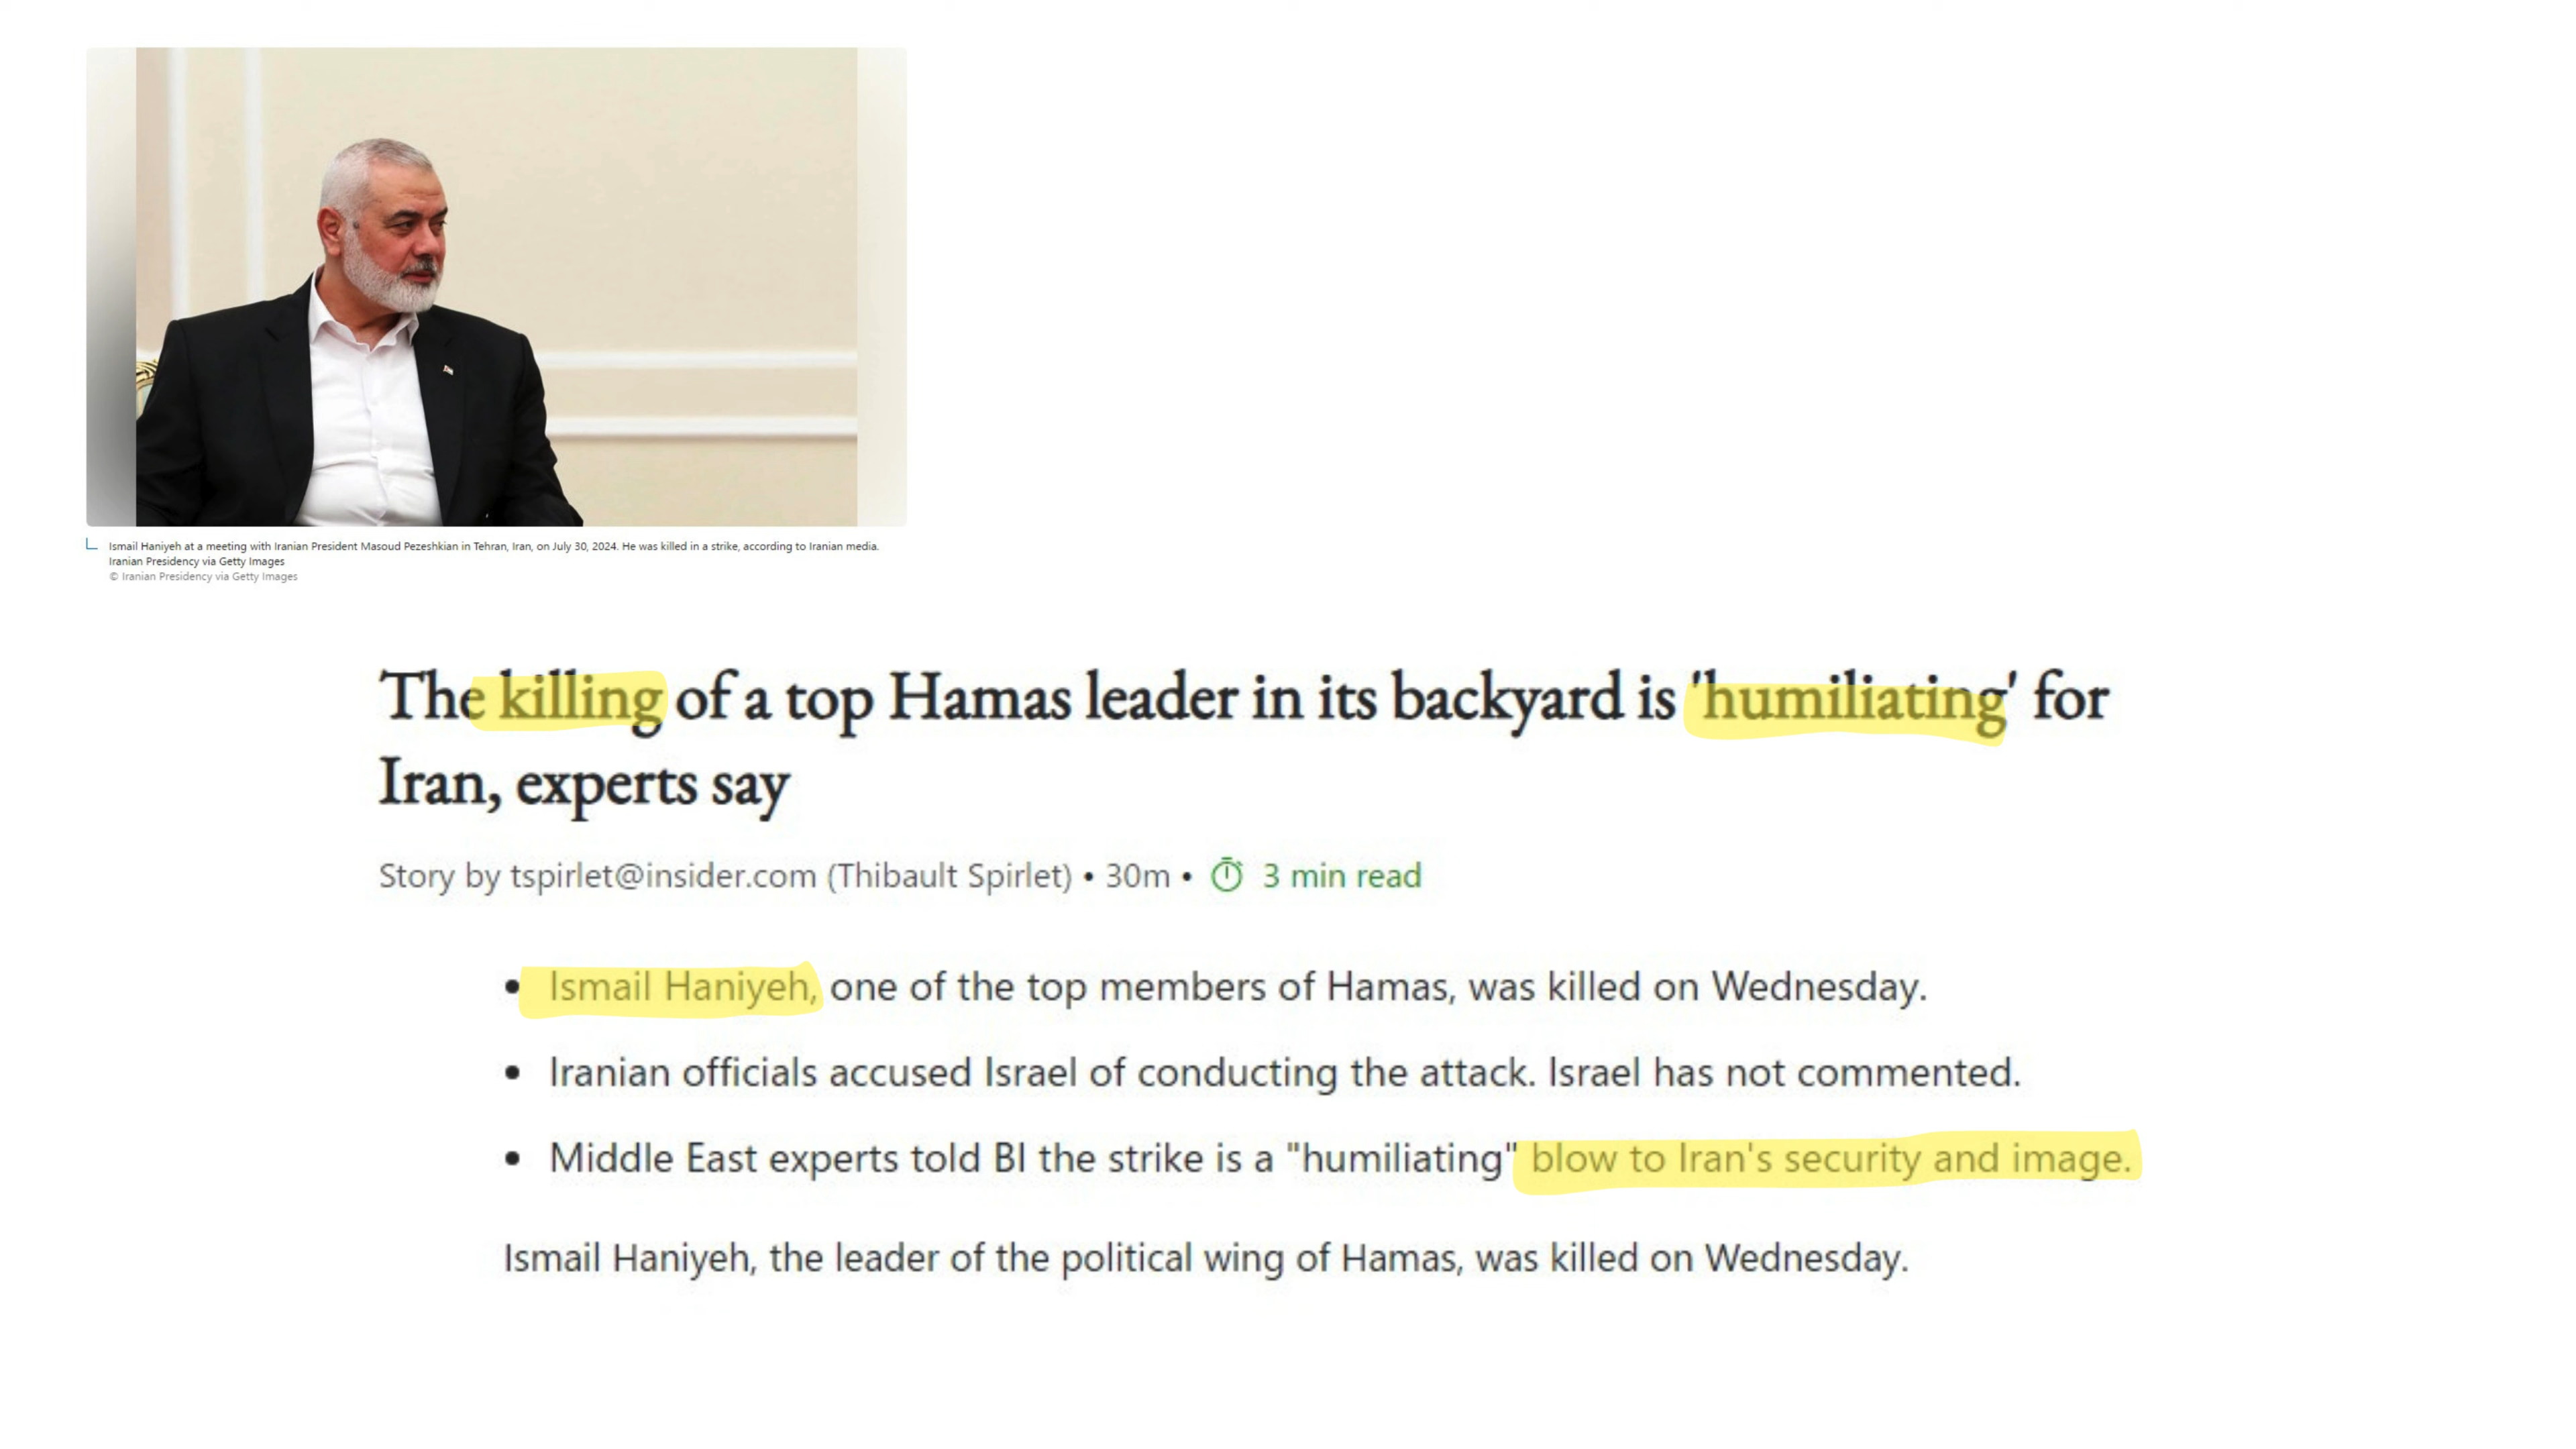 Ismail Haniyeh at a meeting with Iranian President Masoud Pezeshkian in Tehran, Iran, on July 30, 2024. He was killed in a strike, according to Iranian media.
Iranian Presidency via Getty Images
© Iranian Presidency via Getty Images
The killing of a top Hamas leader in its backyard is 'humiliating' for
Iran, experts say
Story by tspirlet@insider.com (Thibault Spirlet) • 30m • 3 min read
• Ismail Haniyeh, one of the top members of Hamas, was killed on Wednesday.
• Iranian officials accused Israel of conducting the attack. Israel has not commented.
• Middle East experts told BI the strike is a "humiliating" blow to Iran's security and image.
Ismail Haniyeh, the leader of the political wing of Hamas, was killed on Wednesday.